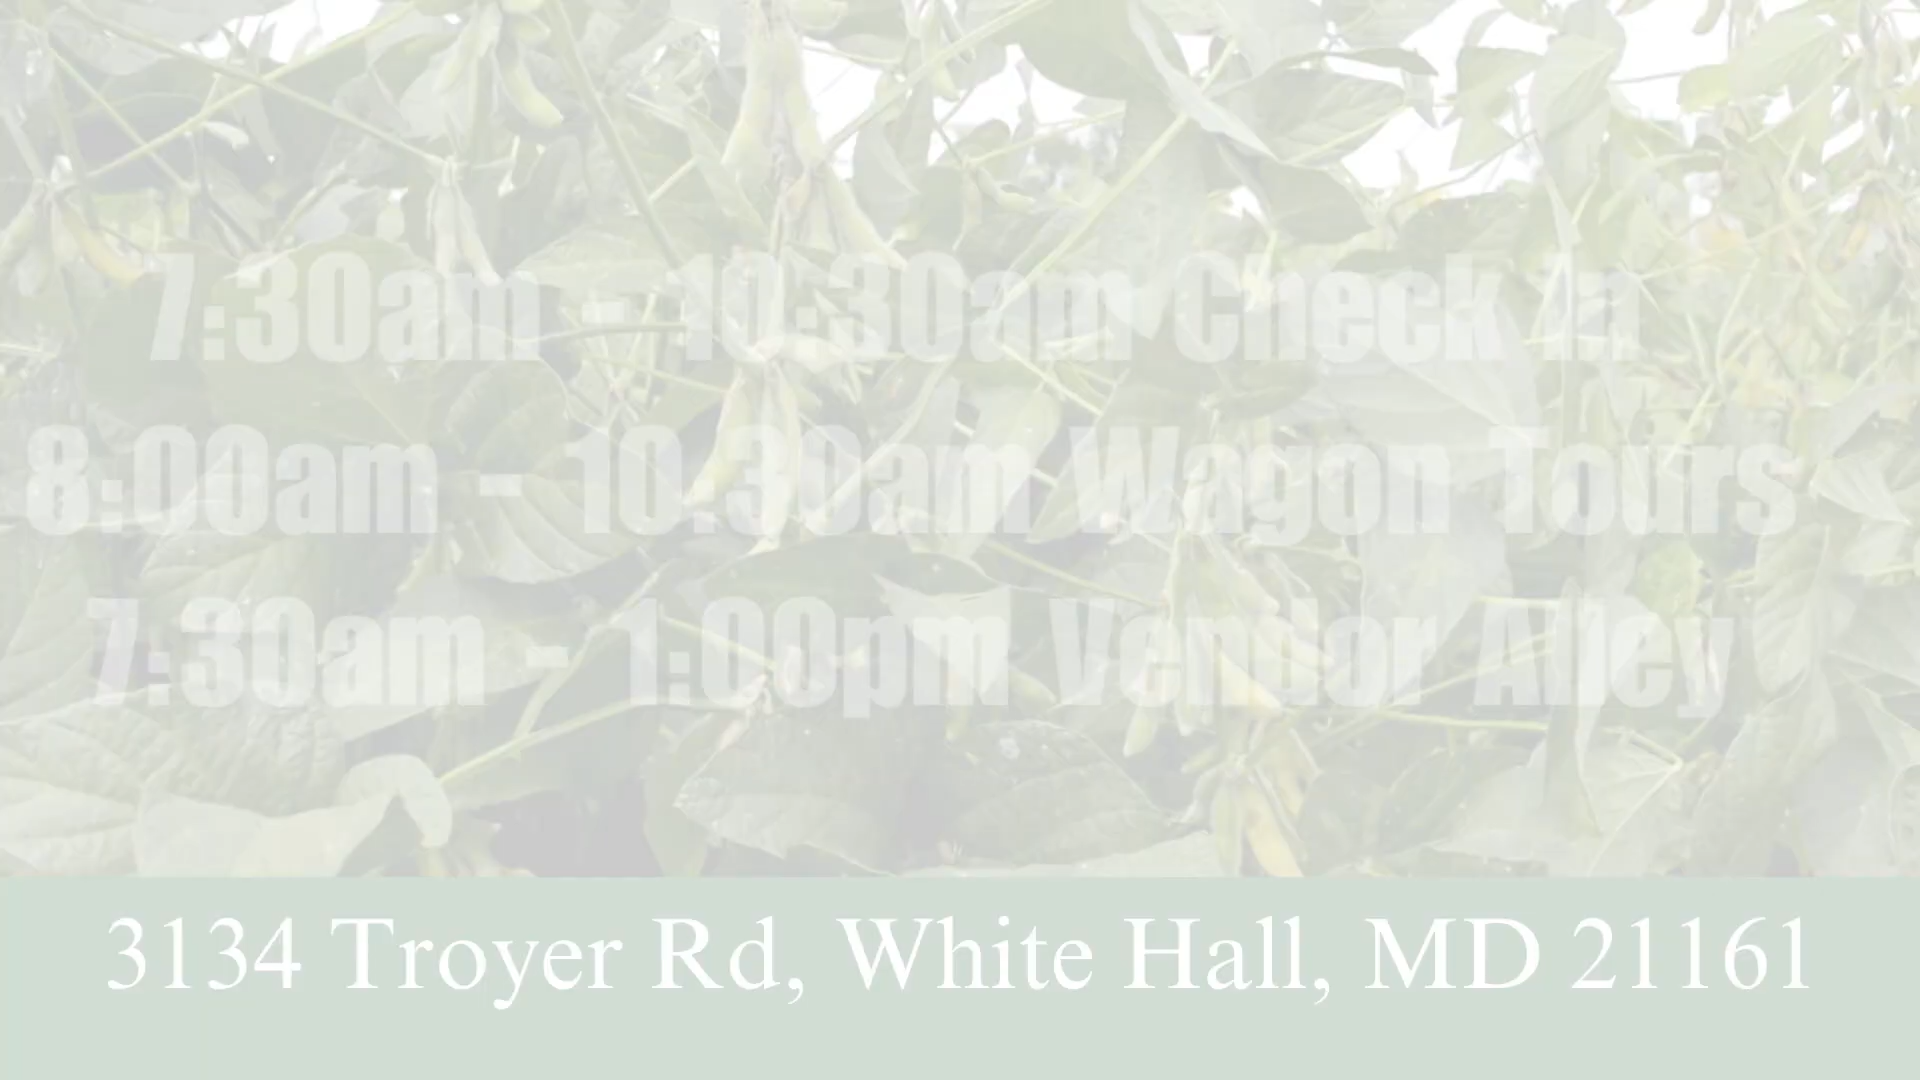 7:30am - 10:30am Check In
8:00am - 10:30am Wagon Tours
7:30am - 1:00pm Vendor Alley
3134 Troyer Rd, White Hall, MD 21161